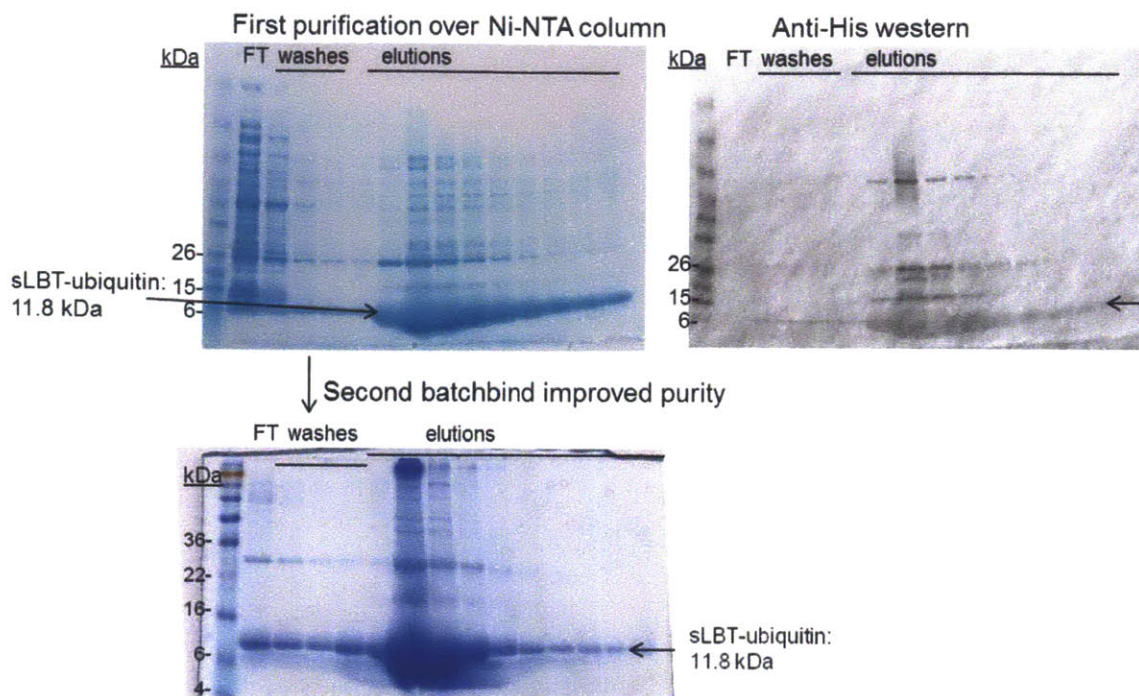 First purification over Ni-NTA column
Anti-His western
kDa FT washes elutions
kDa FT washes elutions
26-
15-
6-
sLBT-ubiquitin:
11.8 kDa
26-
15-
6-
Second batchbind improved purity
FT washes elutions
kDa
36-
22-
16-
6-
4-
sLBT-ubiquitin:
11.8 kDa